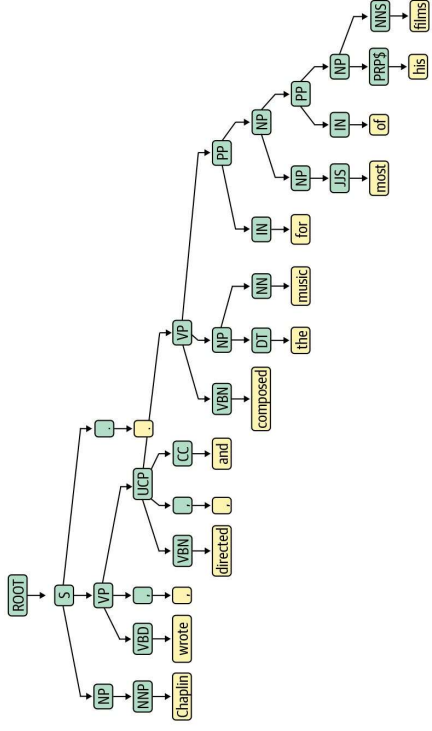 ROOT
S
NP
VP
.
NNP
VBD
,
UCP
.
Chaplin
wrote
,
VBN
,
CC
VP
directed
,
and
VBN
NP
PP
composed
DT
NN
IN
NP
the
music
for
NP
PP
JJS
IN
NP
most
of
PRP$
NNS
his
films